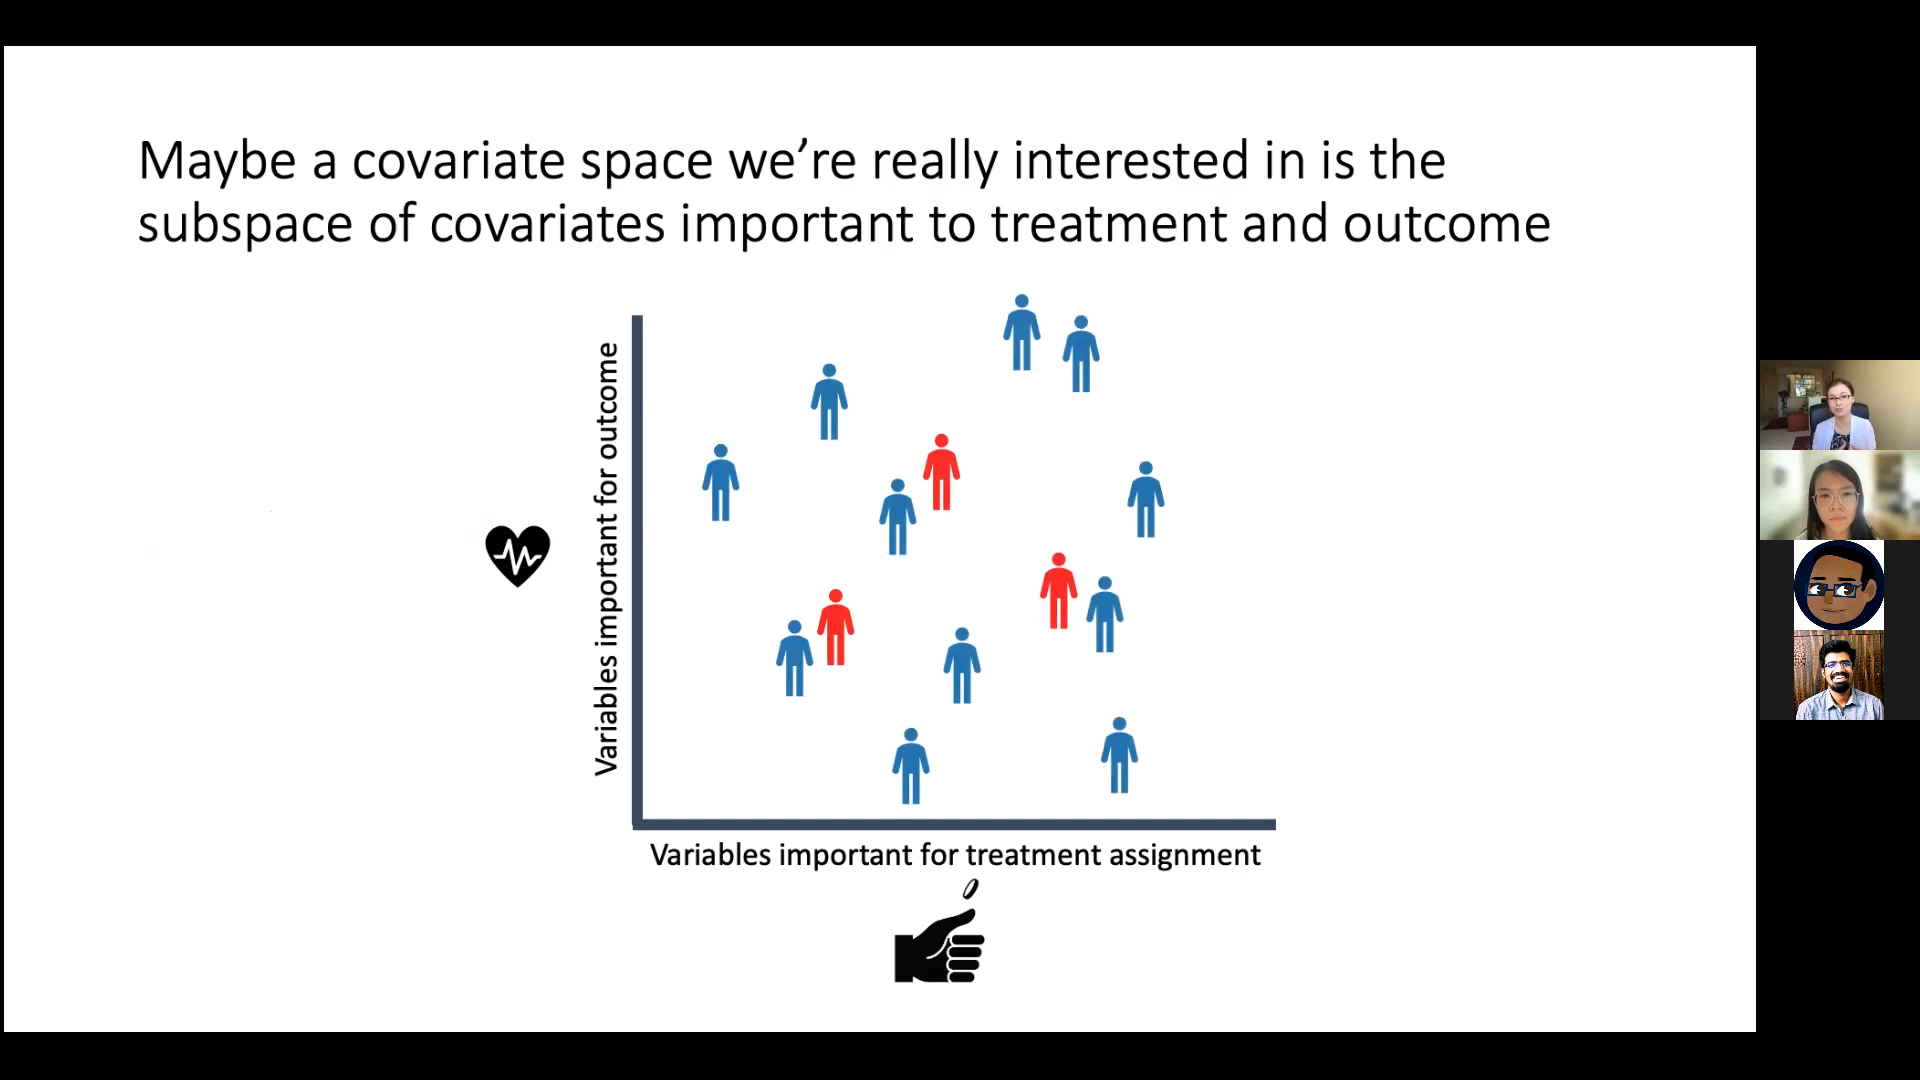 Maybe a covariate space we’re really interested in is the
subspace of covariates important to treatment and outcome
Variables important for outcome
Variables important for treatment assignment